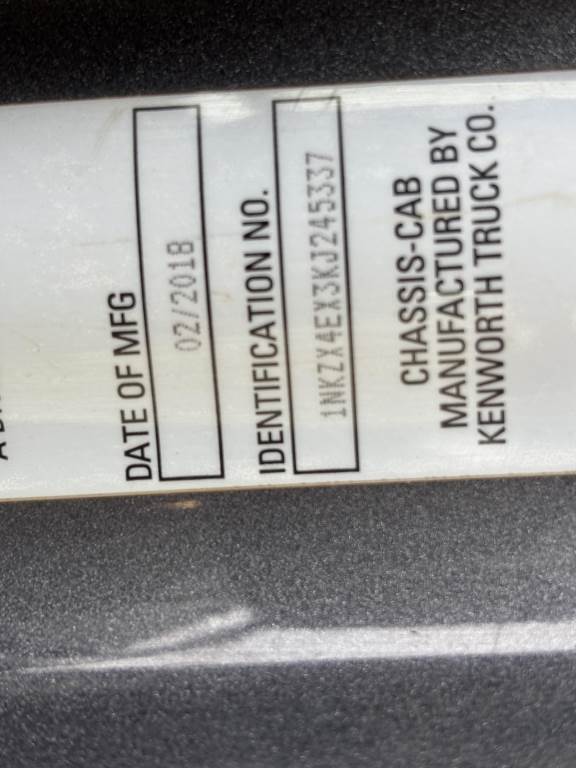 DATE OF MFG
02/2018
IDENTIFICATION NO.
1NKZX4EX3KJ245337
CHASSIS-CAB
MANUFACTURED BY
KENWORTH TRUCK CO.